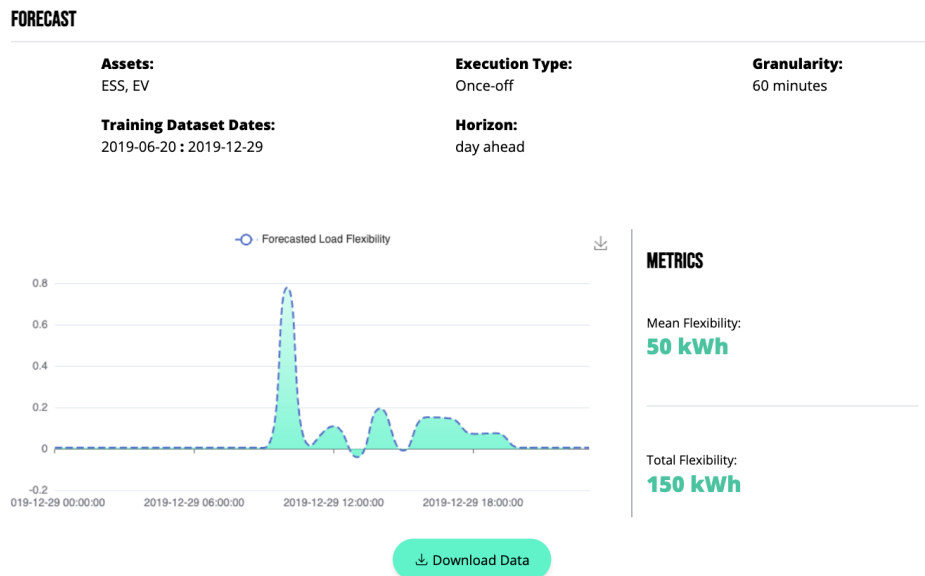 FORECAST
Assets: Execution Type: Granularity:
ESS, EV Once-off 60 minutes
Training Dataset Dates: Horizon:
2019-06-20 : 2019-12-29 day ahead
Forecasted Load Flexibility
0.8
0.6
0.4
0.2
0
-0.2
019-12-29 00:00:00 2019-12-29 06:00:00 2019-12-29 12:00:00 2019-12-29 18:00:00
METRICS
Mean Flexibility:
50 kWh
Total Flexibility:
150 kWh
Download Data